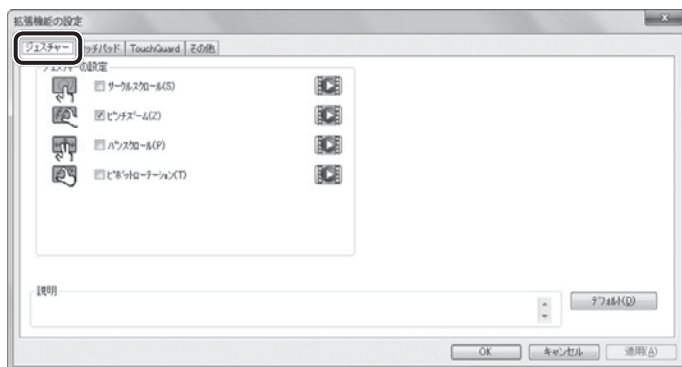 拡張機能の設定
ジェスチャー ッチパッド TouchGuard その他
ジェスチャーの設定
サークルスクロール(S)
ピンチズーム(Z)
パンスクロール(P)
ピボットローテーション(T)
説明
デフォルト(D)
OK キャンセル 適用(A)